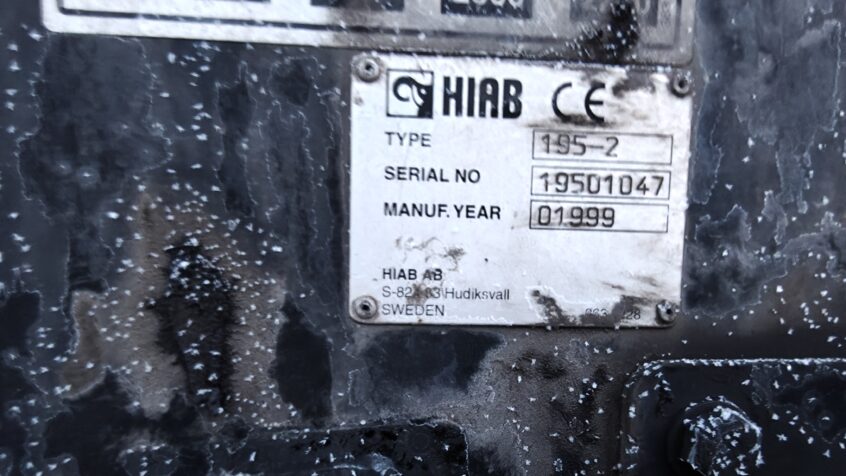 HIAB CE
TYPE 195-2
SERIAL NO 19501047
MANUF. YEAR 01999
HIAB AB
Hudiksvall
SWEDEN